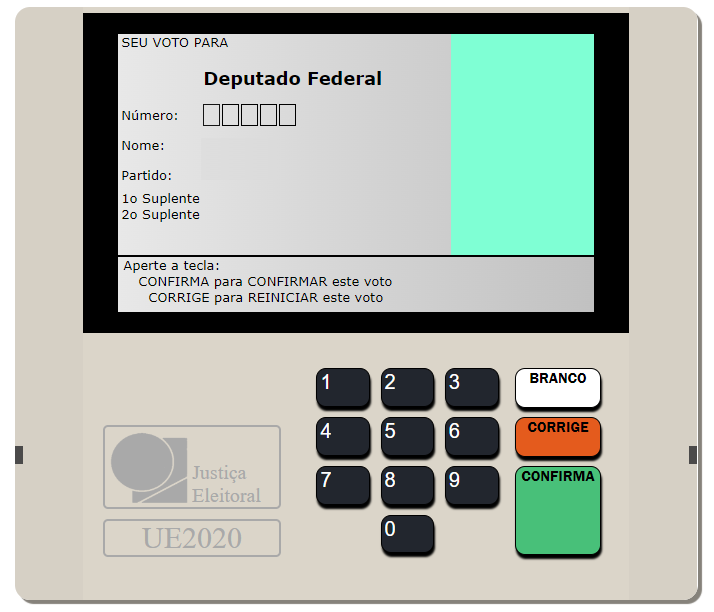 SEU VOTO PARA
Deputado Federal
Número:
Nome:
Partido:
1o Suplente
2o Suplente
Aperte a tecla:
CONFIRMA para CONFIRMAR este voto
CORRIGE para REINICIAR este voto
1 2 3 BRANCO
4 5 6 CORRIGE
7 8 9 CONFIRMA
0
Justiça
Eleitoral
UE2020